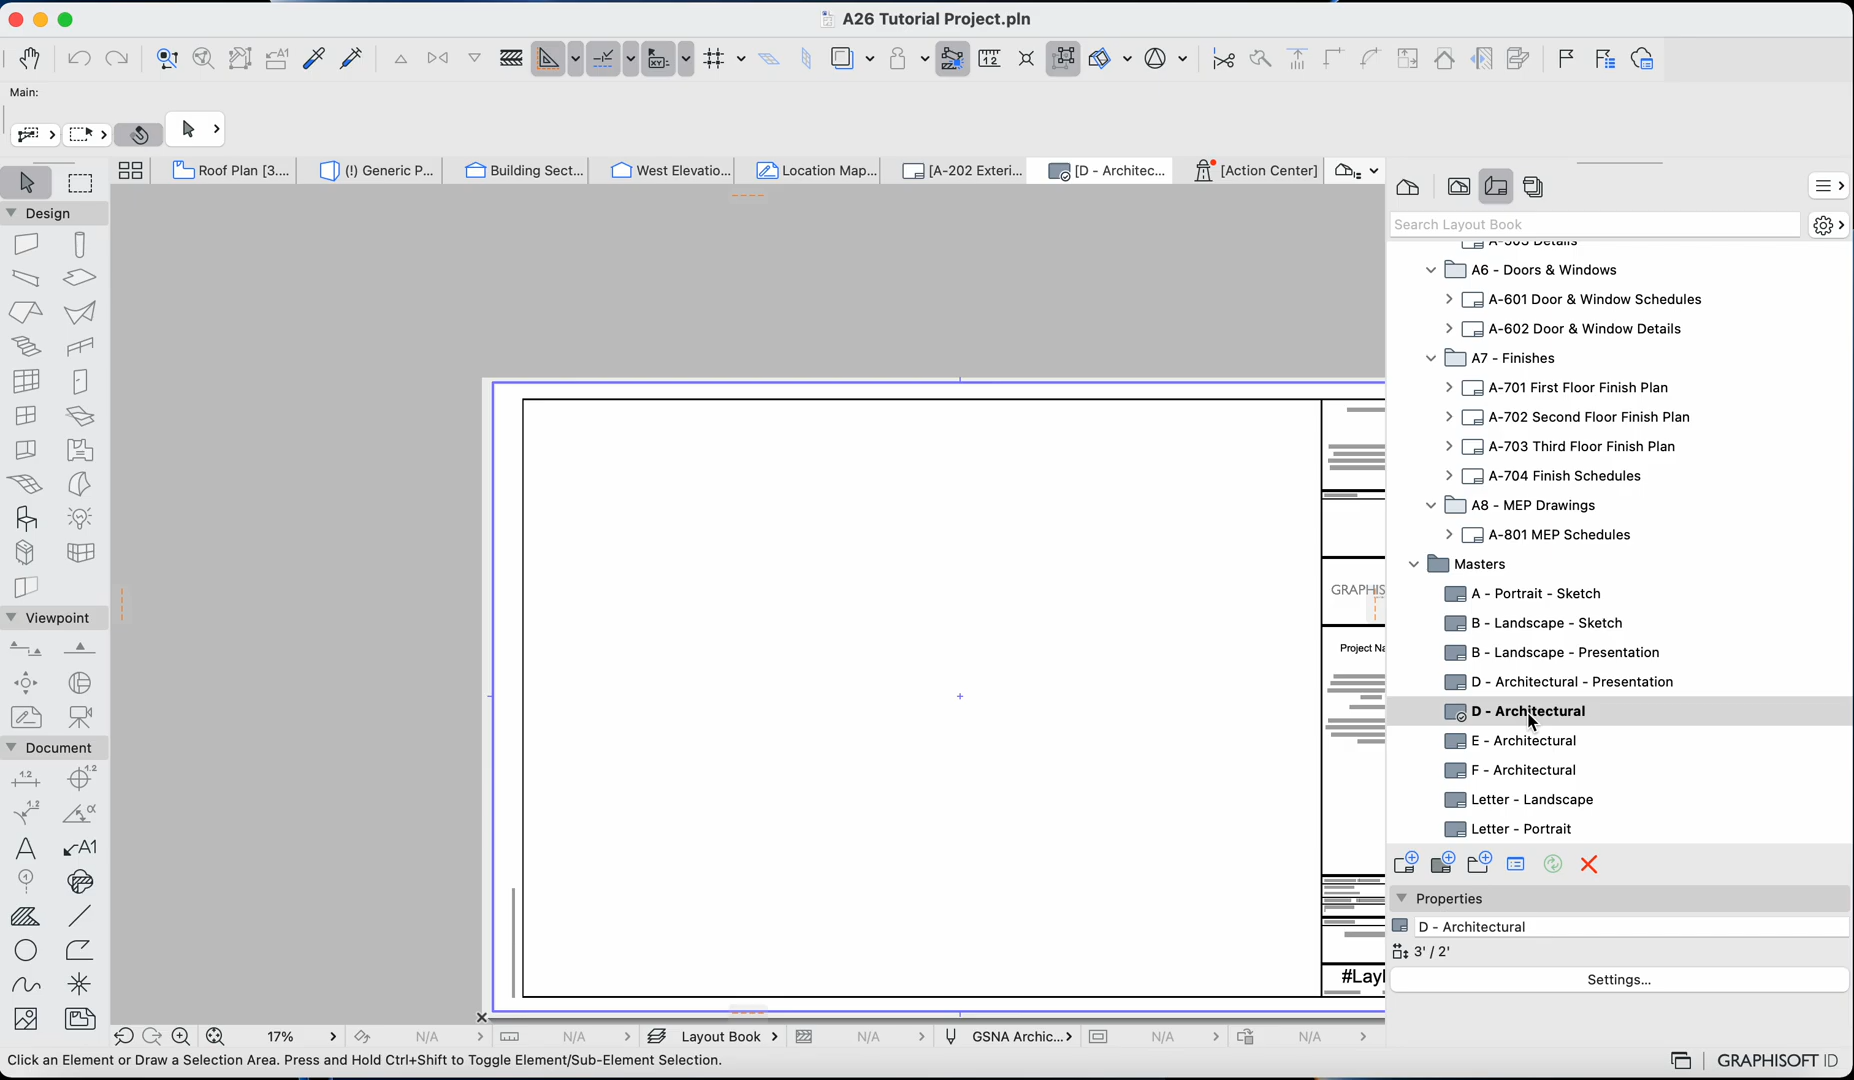 A26 Tutorial Project.pln
Main:
Roof Plan [3....
(!) Generic P...
Building Sect...
West Elevatio...
Location Map...
[A-202 Exteri...
[D - Architec...
[Action Center]
Search Layout Book
Design
A6 - Doors & Windows
A-601 Door & Window Schedules
A-602 Door & Window Details
A7 - Finishes
A-701 First Floor Finish Plan
A-702 Second Floor Finish Plan
A-703 Third Floor Finish Plan
A-704 Finish Schedules
A8 - MEP Drawings
A-801 MEP Schedules
Masters
A - Portrait - Sketch
B - Landscape - Sketch
B - Landscape - Presentation
D - Architectural - Presentation
D - Architectural
E - Architectural
F - Architectural
Letter - Landscape
Letter - Portrait
Viewpoint
Document
GRAPHIS
Project Na
#Layl
Properties
D - Architectural
3' / 2'
Settings...
17%
N/A
N/A
Layout Book
N/A
GSNA Archic...
N/A
N/A
Click an Element or Draw a Selection Area. Press and Hold Ctrl+Shift to Toggle Element/Sub-Element Selection.
GRAPHISOFT ID